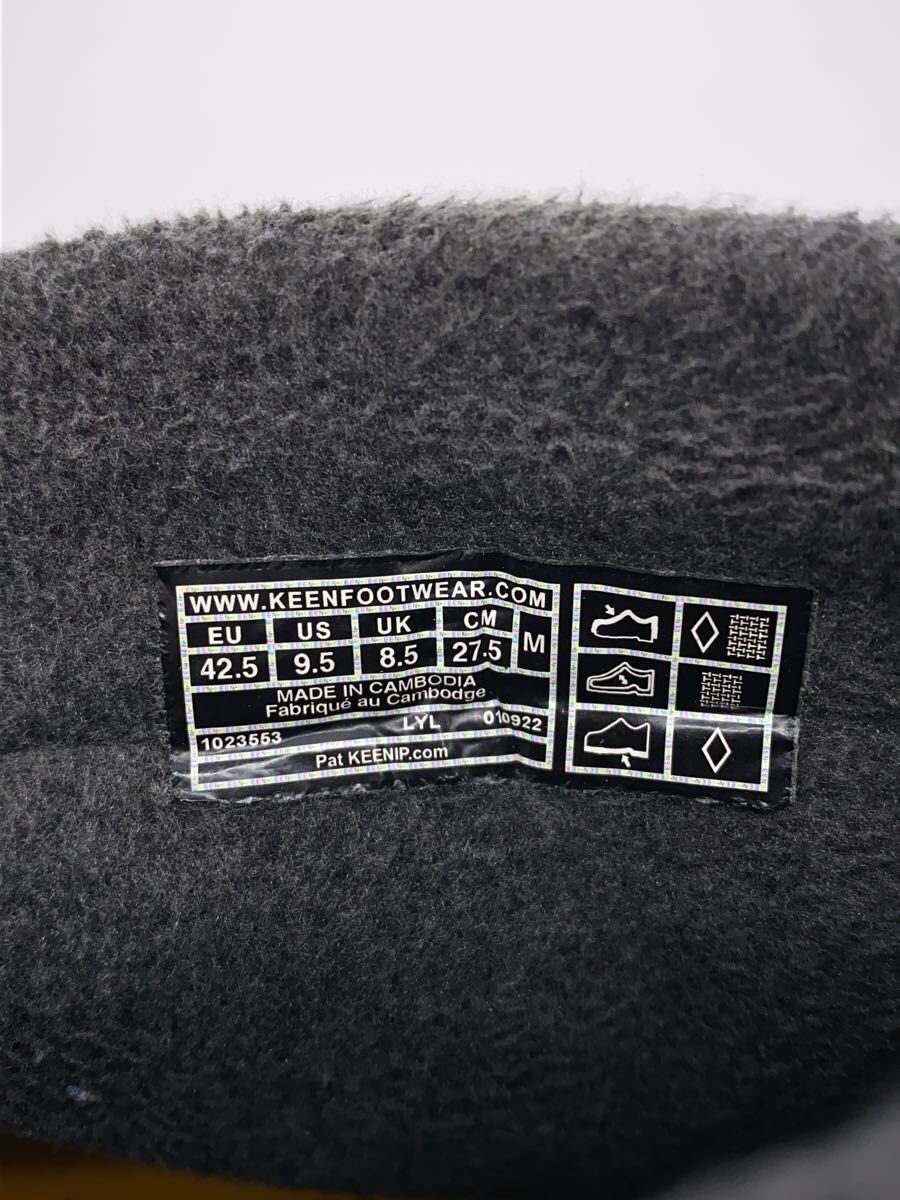 WWW.KEENFOOTWEAR.COM
EU US UK CM M
42.5 9.5 8.5 27.5
MADE IN CAMBODIA
Fabriqué au Cambodge
1023553 LYL 010922
Pat KEENIP.com